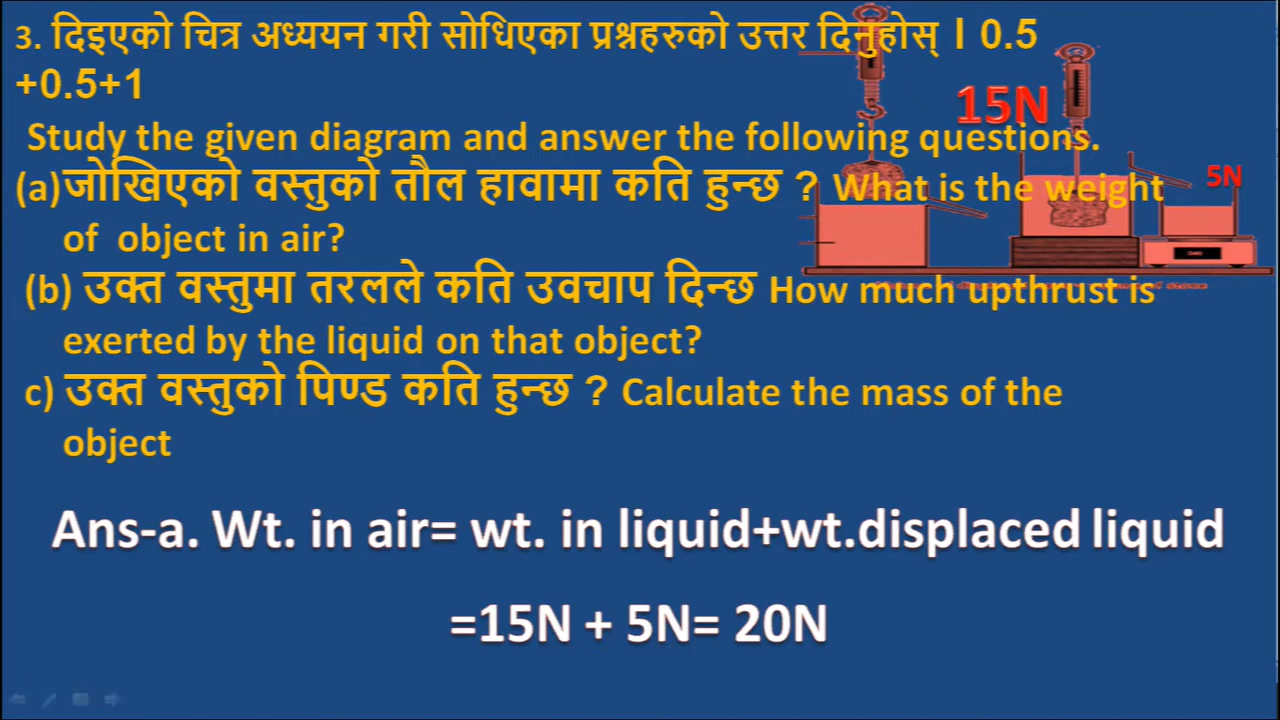 3. दिइएको चित्र अध्ययन गरी सोधिएका प्रश्नहरुको उत्तर दिनुहोस् । 0.5
+0.5+1
15N
Study the given diagram and answer the following questions.
(a)जोखिएको वस्तुको तौल हावामा कति हुन्छ ? What is the weight
5N
of object in air?
(b) उक्त वस्तुमा तरलले कति उवचाप दिन्छ How much upthrust is
exerted by the liquid on that object?
c) उक्त वस्तुको पिण्ड कति हुन्छ ? Calculate the mass of the
object
Ans-a. Wt. in air= wt. in liquid+wt.displaced liquid
=15N + 5N= 20N